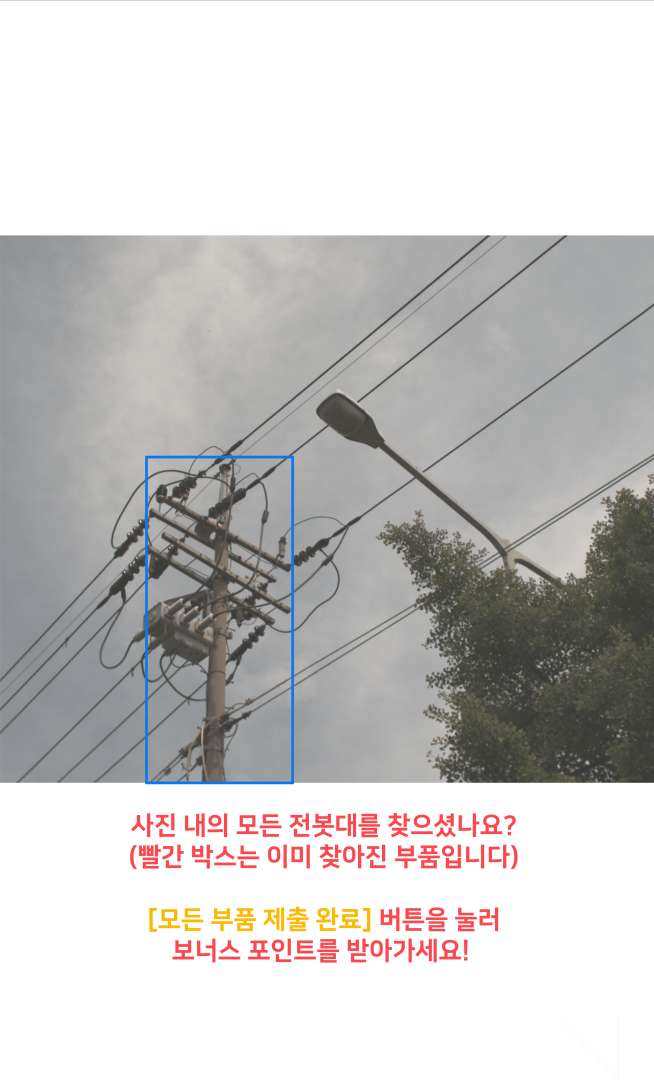 사진 내의 모든 전봇대를 찾으셨나요?
(빨간 박스는 이미 찾아진 부품입니다)
[모든 부품 제출 완료] 버튼을 눌러
보너스 포인트를 받아가세요!